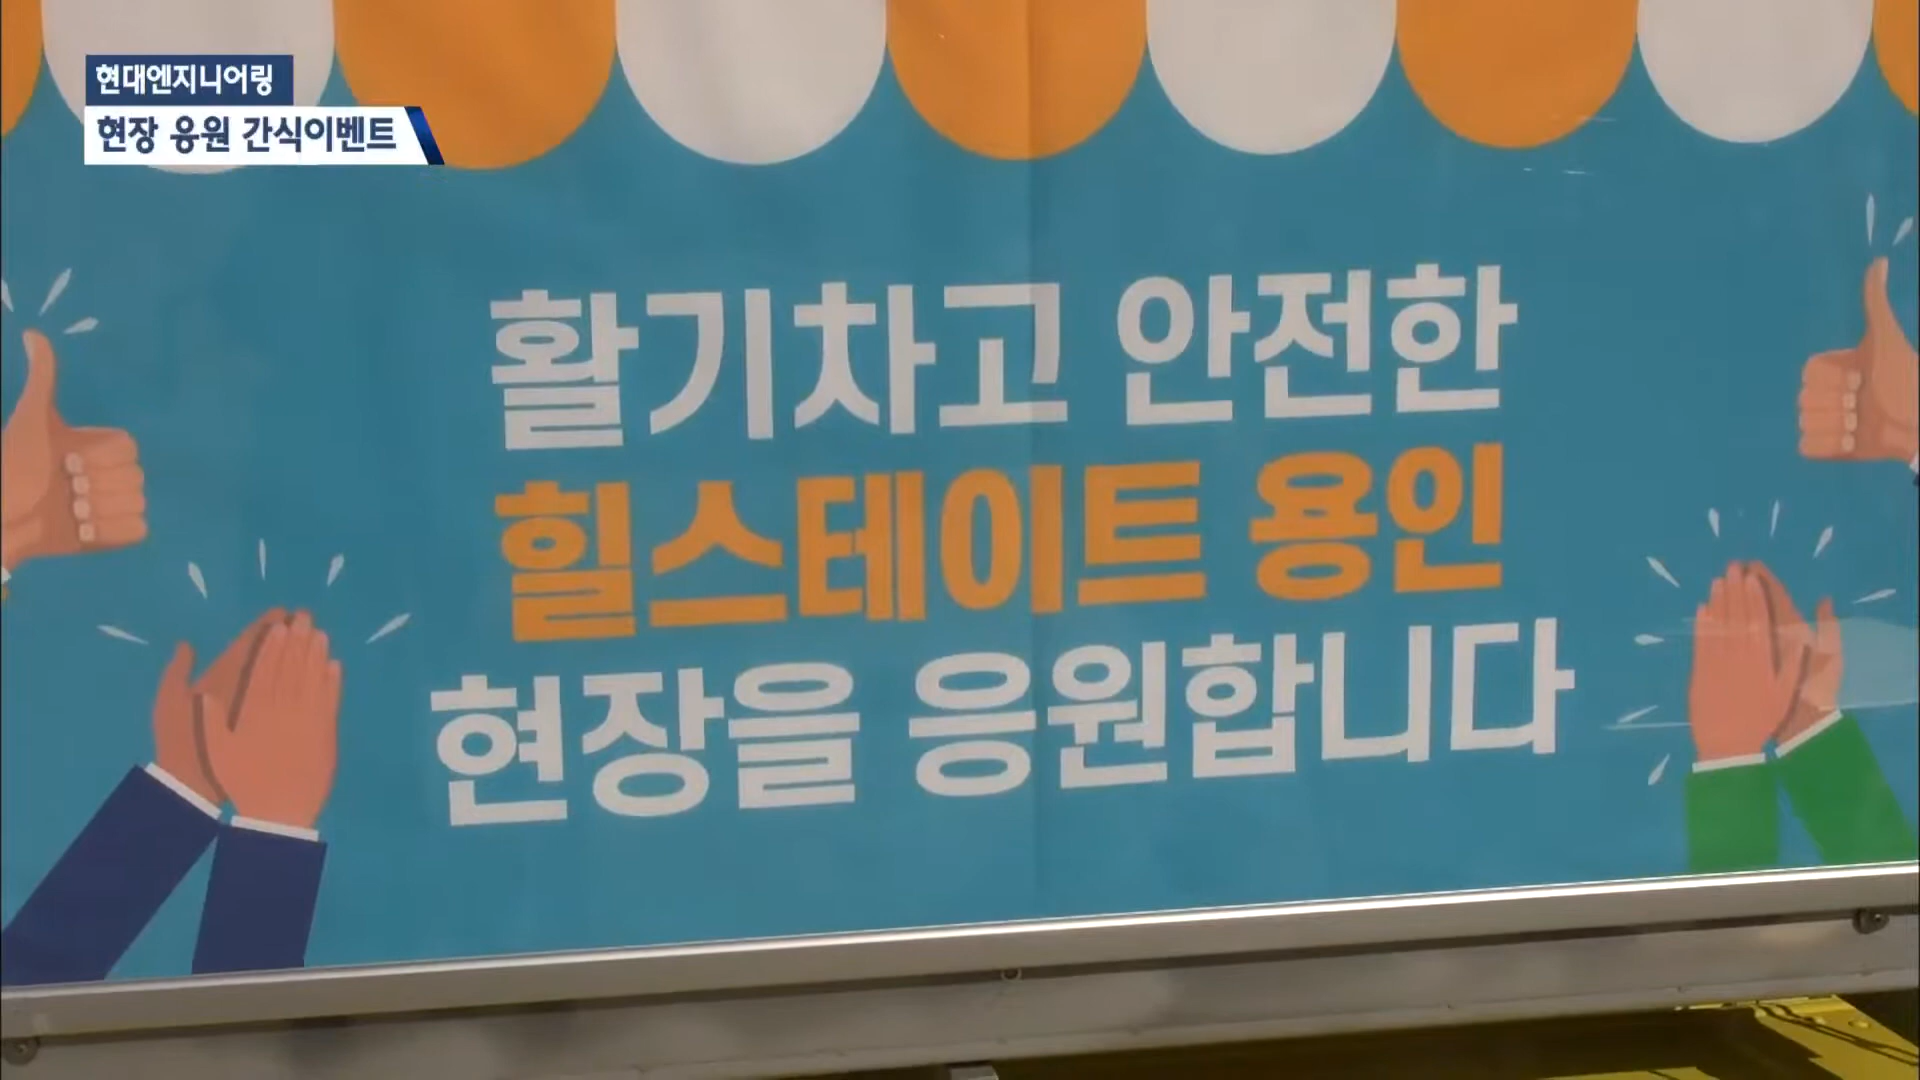 현대엔지니어링
현장 응원 간식이벤트
활기차고 안전한
힐스테이트 용인
현장을 응원합니다